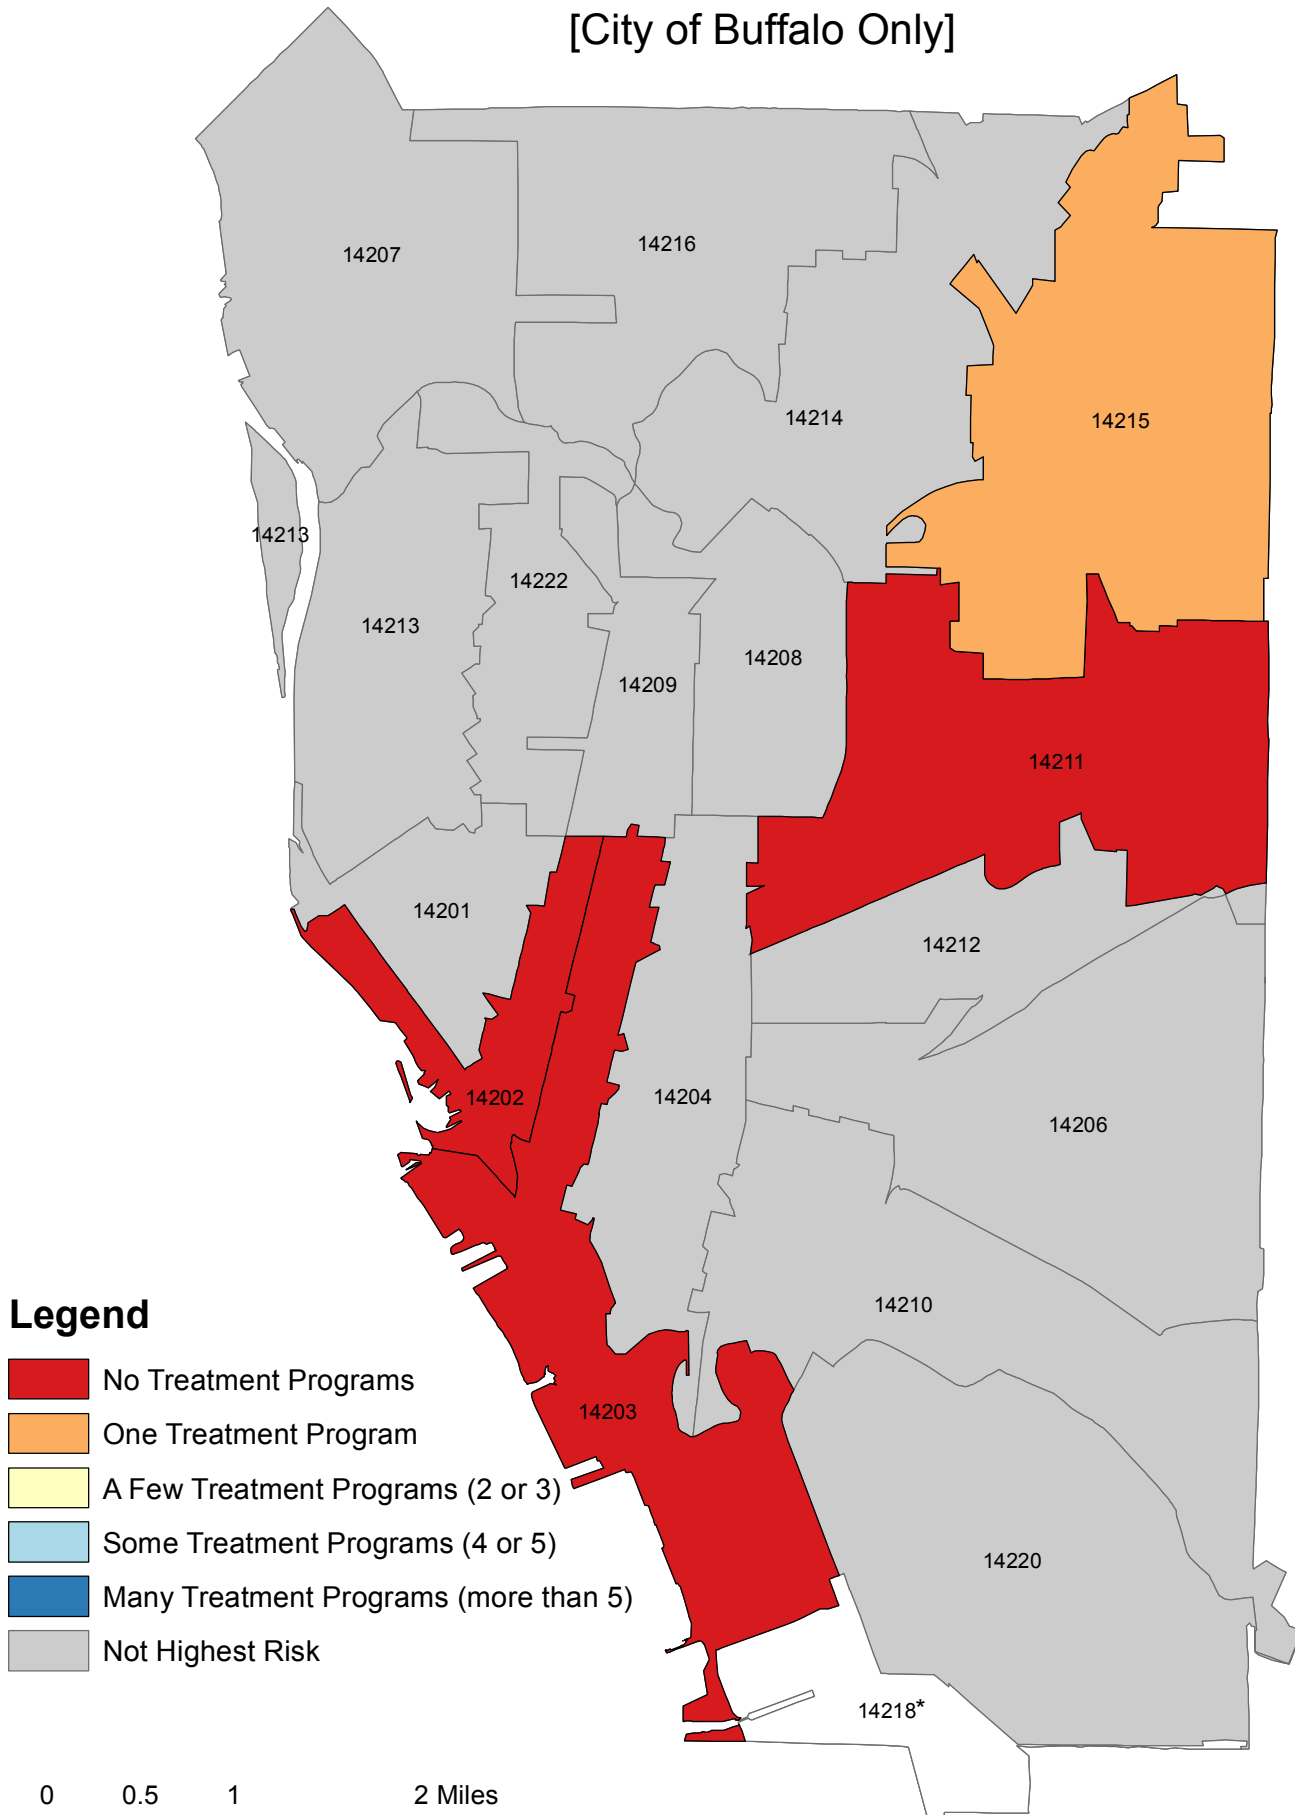 [City of Buffalo Only]
14207
14216
14214
14215
14213
14222
14213
14208
14209
14211
14201
14212
14202
14204
14206
14210
14203
14220
14218*
Legend
No Treatment Programs
One Treatment Program
A Few Treatment Programs (2 or 3)
Some Treatment Programs (4 or 5)
Many Treatment Programs (more than 5)
Not Highest Risk
0 0.5 1 2 Miles